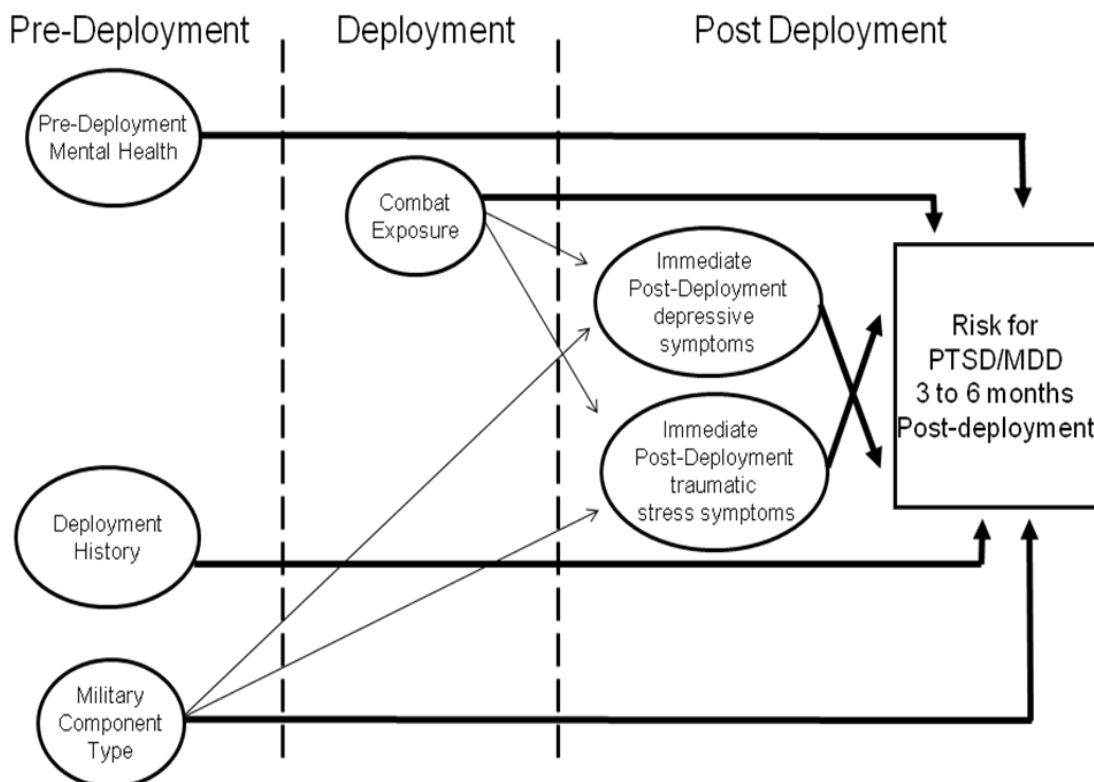 Pre-Deployment
Deployment
Post Deployment
Pre-Deployment
Mental Health
Combat
Exposure
Immediate
Post-Deployment
depressive
symptoms
Risk for
PTSD/MDD
3 to 6 months
Post-deployment
Immediate
Post-Deployment
traumatic
stress symptoms
Deployment
History
Military
Component
Type